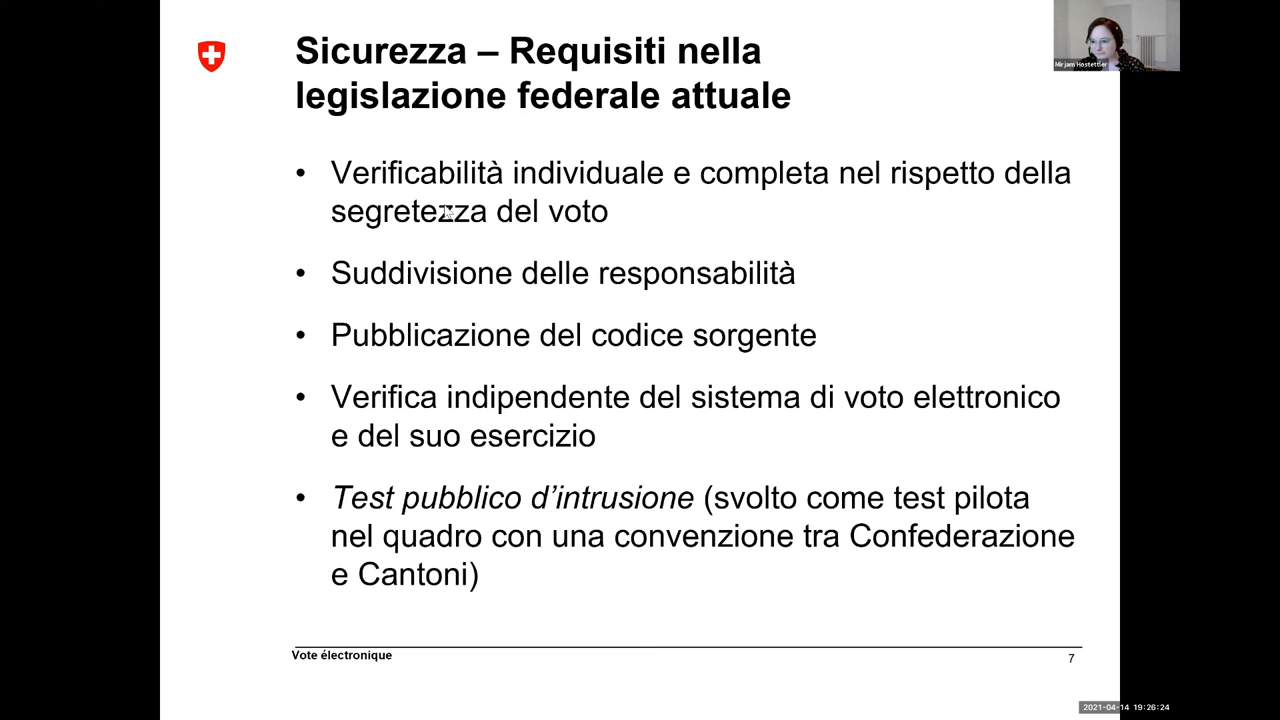 Sicurezza – Requisiti nella
legislazione federale attuale
Mirjam Hostettler
• Verificabilità individuale e completa nel rispetto della
segretezza del voto
• Suddivisione delle responsabilità
• Pubblicazione del codice sorgente
• Verifica indipendente del sistema di voto elettronico
e del suo esercizio
• Test pubblico d’intrusione (svolto come test pilota
nel quadro con una convenzione tra Confederazione
e Cantoni)
Vote électronique
7
2021-04-14 19:26:24